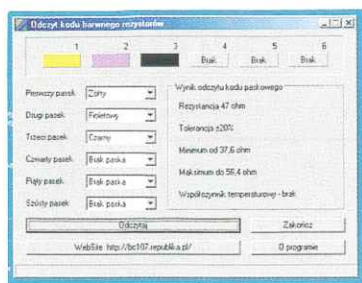 Odczyt kodu barwnego rezystorów
1 2 3 4 5 6
Brak Brak Brak
Pierwszy pasek Żółty
Drugi pasek Fioletowy
Trzeci pasek Czarny
Czwarty pasek Brak paska
Piąty pasek Brak paska
Szósty pasek Brak paska
Wynik odczytu kodu paskowego
Rezystancja 47 ohm
Tolerancja ±20%
Minimum od 37,6 ohm
Maksimum do 56,4 ohm
Współczynnik temperaturowy - brak
Odczytaj
Zakończ
WebSite http://bc107.republika.pl/
O programie